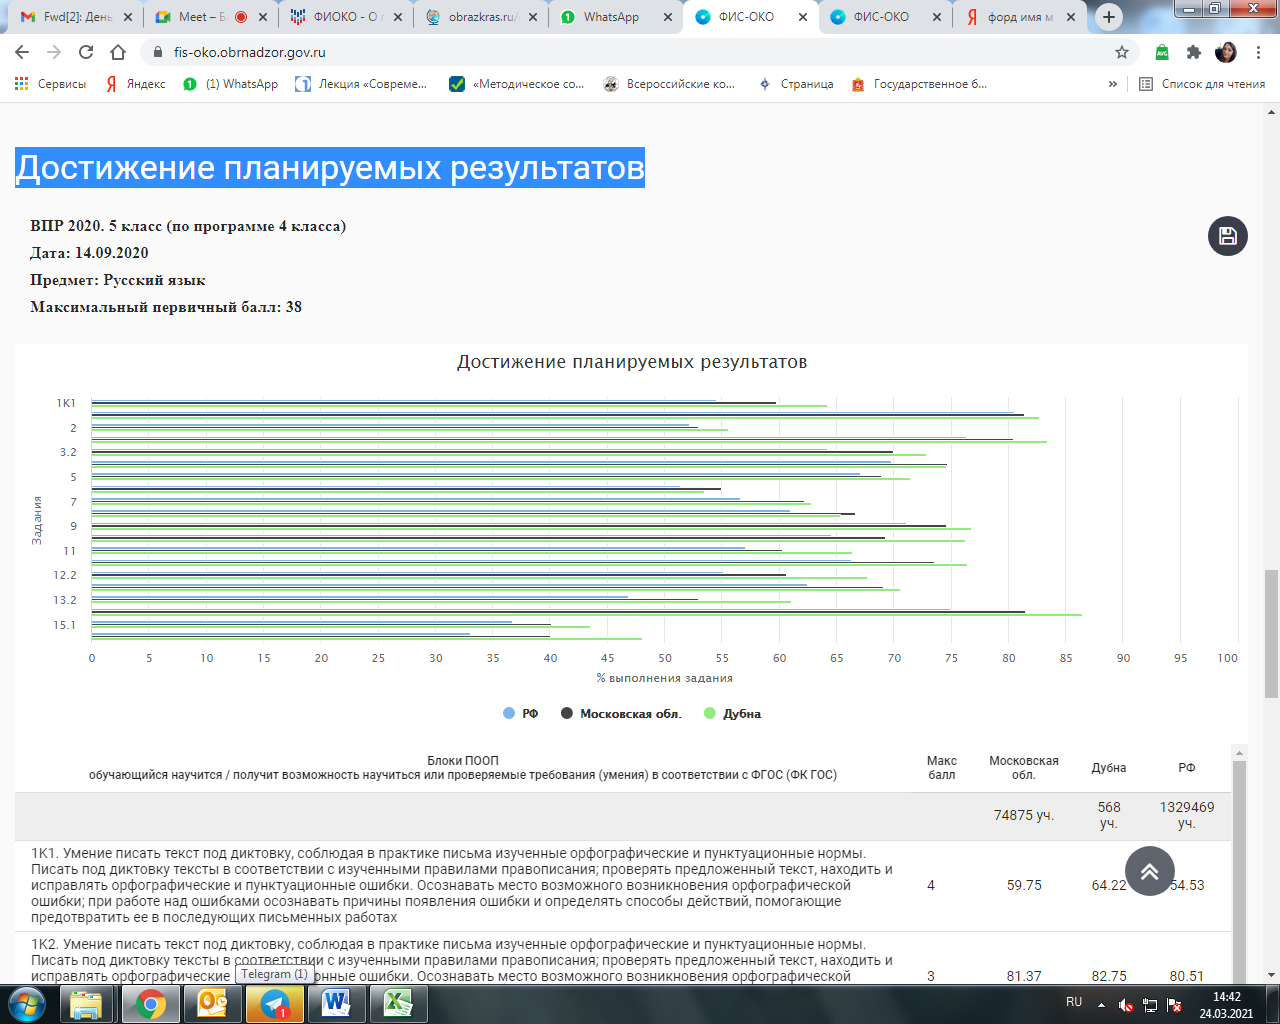 Fwd[2]: Ден
Meet – Б
ФИОКО - О
obrazkras.ru/
WhatsApp
ФИС-ОКО
ФИС-ОКО
форд имя м
fis-oko.obrnadzor.gov.ru
Сервисы
Яндекс
(1) WhatsApp
Лекция «Совреме...
«Методическое со...
Всероссийские ко...
Страница
Государственное б...
»
Список для чтения
Достижение планируемых результатов
ВПР 2020. 5 класс (по программе 4 класса)
Дата: 14.09.2020
Предмет: Русский язык
Максимальный первичный балл: 38
Достижение планируемых результатов
Задания
1К1
2
3.2
5
7
9
11
12.2
13.2
15.1
0 5 10 15 20 25 30 35 40 45 50 55 60 65 70 75 80 85 90 95 100
% выполнения задания
РФ Московская обл. Дубна
Блоки ПООП
обучающийся научится / получит возможность научиться или проверяемые требования (умения) в соответствии с ФГОС (ФК ГОС)
Макс балл
Московская обл.
Дубна
РФ
74875 уч.
568 уч.
1329469 уч.
1К1. Умение писать текст под диктовку, соблюдая в практике письма изученные орфографические и пунктуационные нормы.
Писать под диктовку тексты в соответствии с изученными правилами правописания; проверять предложенный текст, находить и
исправлять орфографические и пунктуационные ошибки. Осознавать место возможного возникновения орфографической
ошибки; при работе над ошибками осознавать причины появления ошибки и определять способы действий, помогающие
предотвратить ее в последующих письменных работах
4 59.75 64.22 54.53
1К2. Умение писать текст под диктовку, соблюдая в практике письма изученные орфографические и пунктуационные нормы.
Писать под диктовку тексты в соответствии с изученными правилами правописания; проверять предложенный текст, находить и
исправлять орфографические онные ошибки. Осознавать место возможного возникновения орфографической
3 81.37 82.75 80.51
Telegram (1)
RU
14:42
24.03.2021